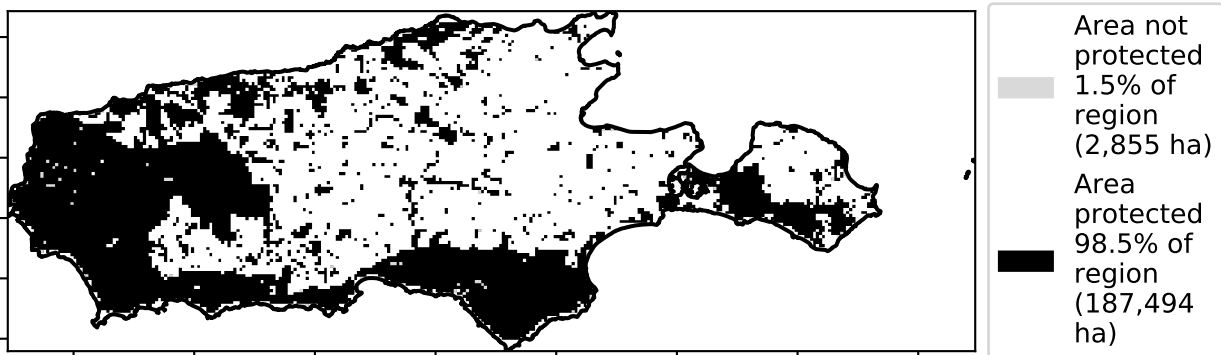 Area not
protected
1.5% of
region
(2,855 ha)
Area
protected
98.5% of
region
(187,494
ha)